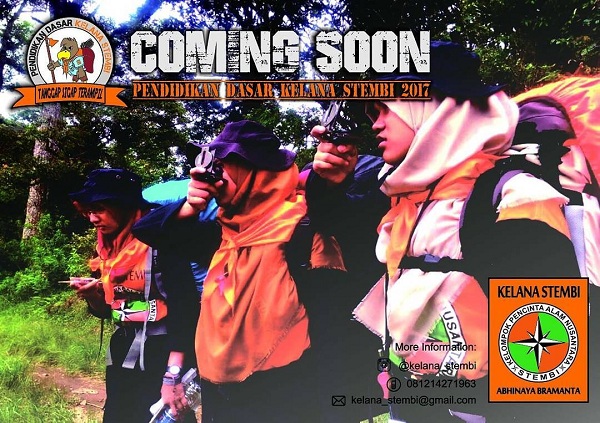 PENDIDIKAN DASAR KELANA STEMBI
TANGGAP SIGAP TERAMPIL
COMING SOON
PENDIDIKAN DASAR KELANA STEMBI 2017
KELANA STEMBI
KELOMPOK PENCINTA ALAM NUSANTARA
STEMBI
ABHINAYA BRAMANTA
More Information:
@kelana_stembi
081214271963
kelana_stembi@gmail.com